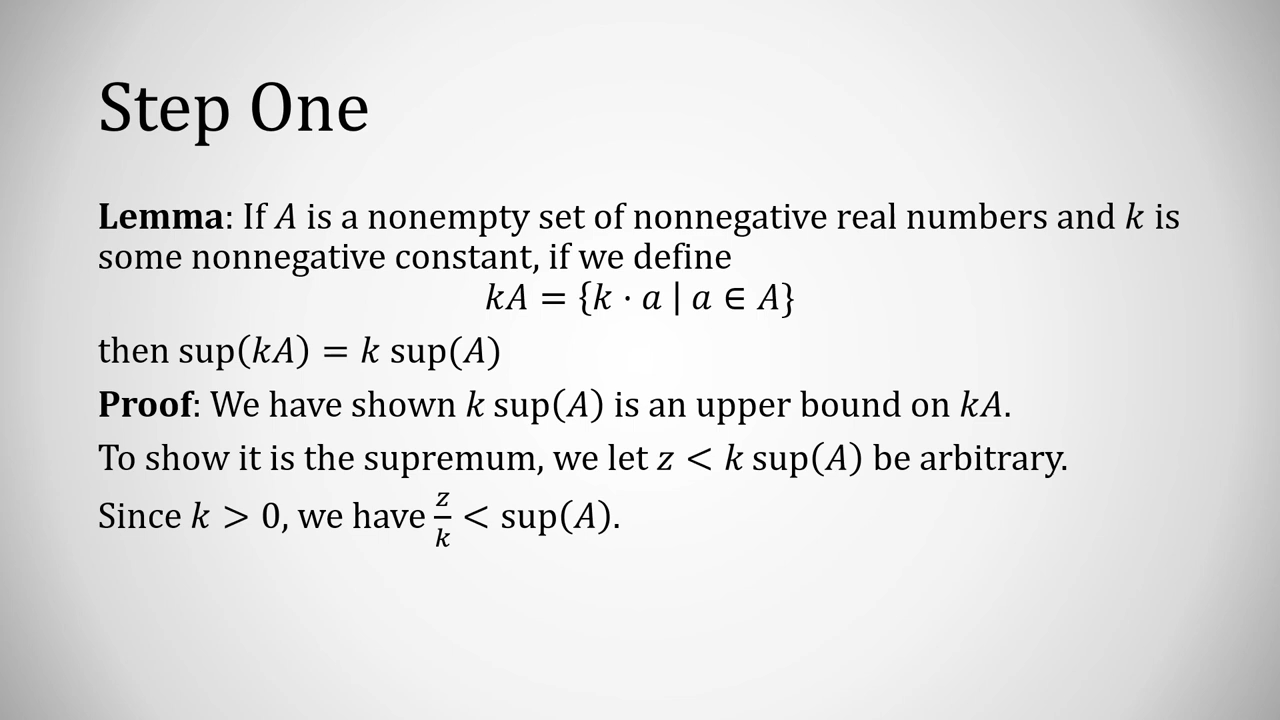 Step One
Lemma: If A is a nonempty set of nonnegative real numbers and k is
some nonnegative constant, if we define
kA = {k · a | a ∈ A}
then sup(kA) = k sup(A)
Proof: We have shown k sup(A) is an upper bound on kA.
To show it is the supremum, we let z < k sup(A) be arbitrary.
Since k > 0, we have z/k < sup(A).